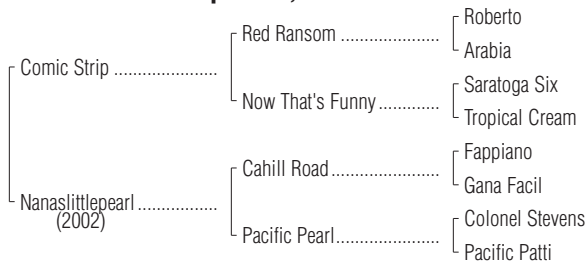 Roberto
Red Ransom
Arabia
Comic Strip
Saratoga Six
Now That's Funny
Tropical Cream
Fappiano
Cahill Road
Gana Facil
Nanaslittlepearl
(2002)
Colonel Stevens
Pacific Pearl
Pacific Patti